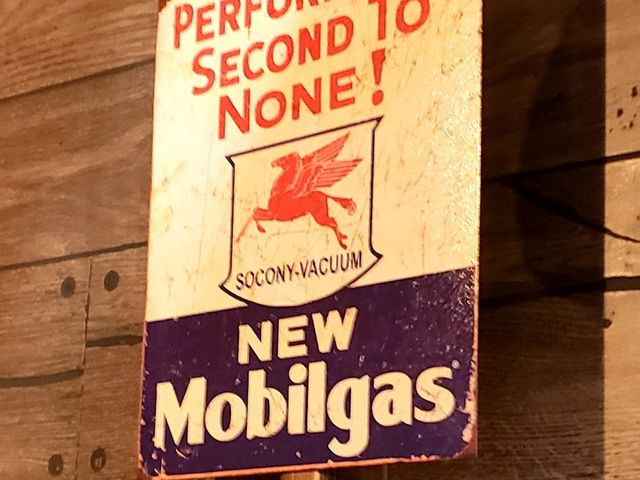 SECOND TO
NONE!
SOCONY-VACUUM
NEW
Mobilgas